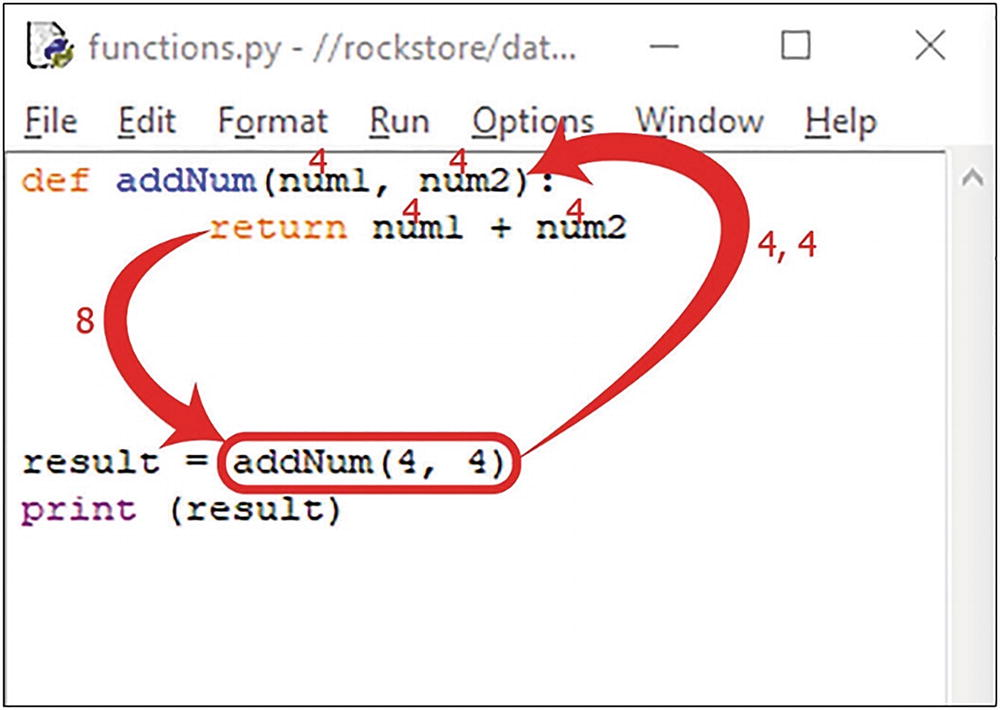 functions.py - //rockstore/dat...
File Edit Format Run Options Window Help
4 4
def addNum(num1, num2):
4 4
return num1 + num2
4, 4
8
result = addNum(4, 4)
print (result)